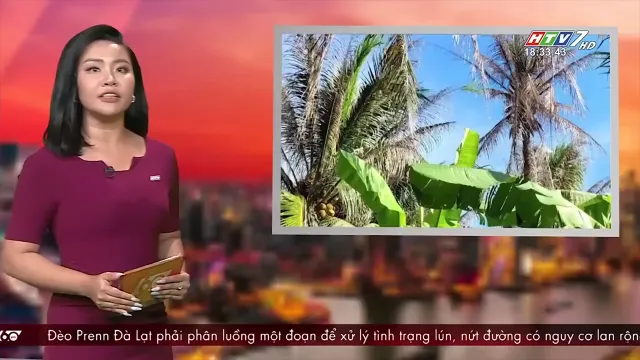 HTV7 HD
18:33:43
60
Đèo Prenn Đà Lạt phải phân luồng một đoạn để xử lý tình trạng lún, nứt đường có nguy cơ lan rộn